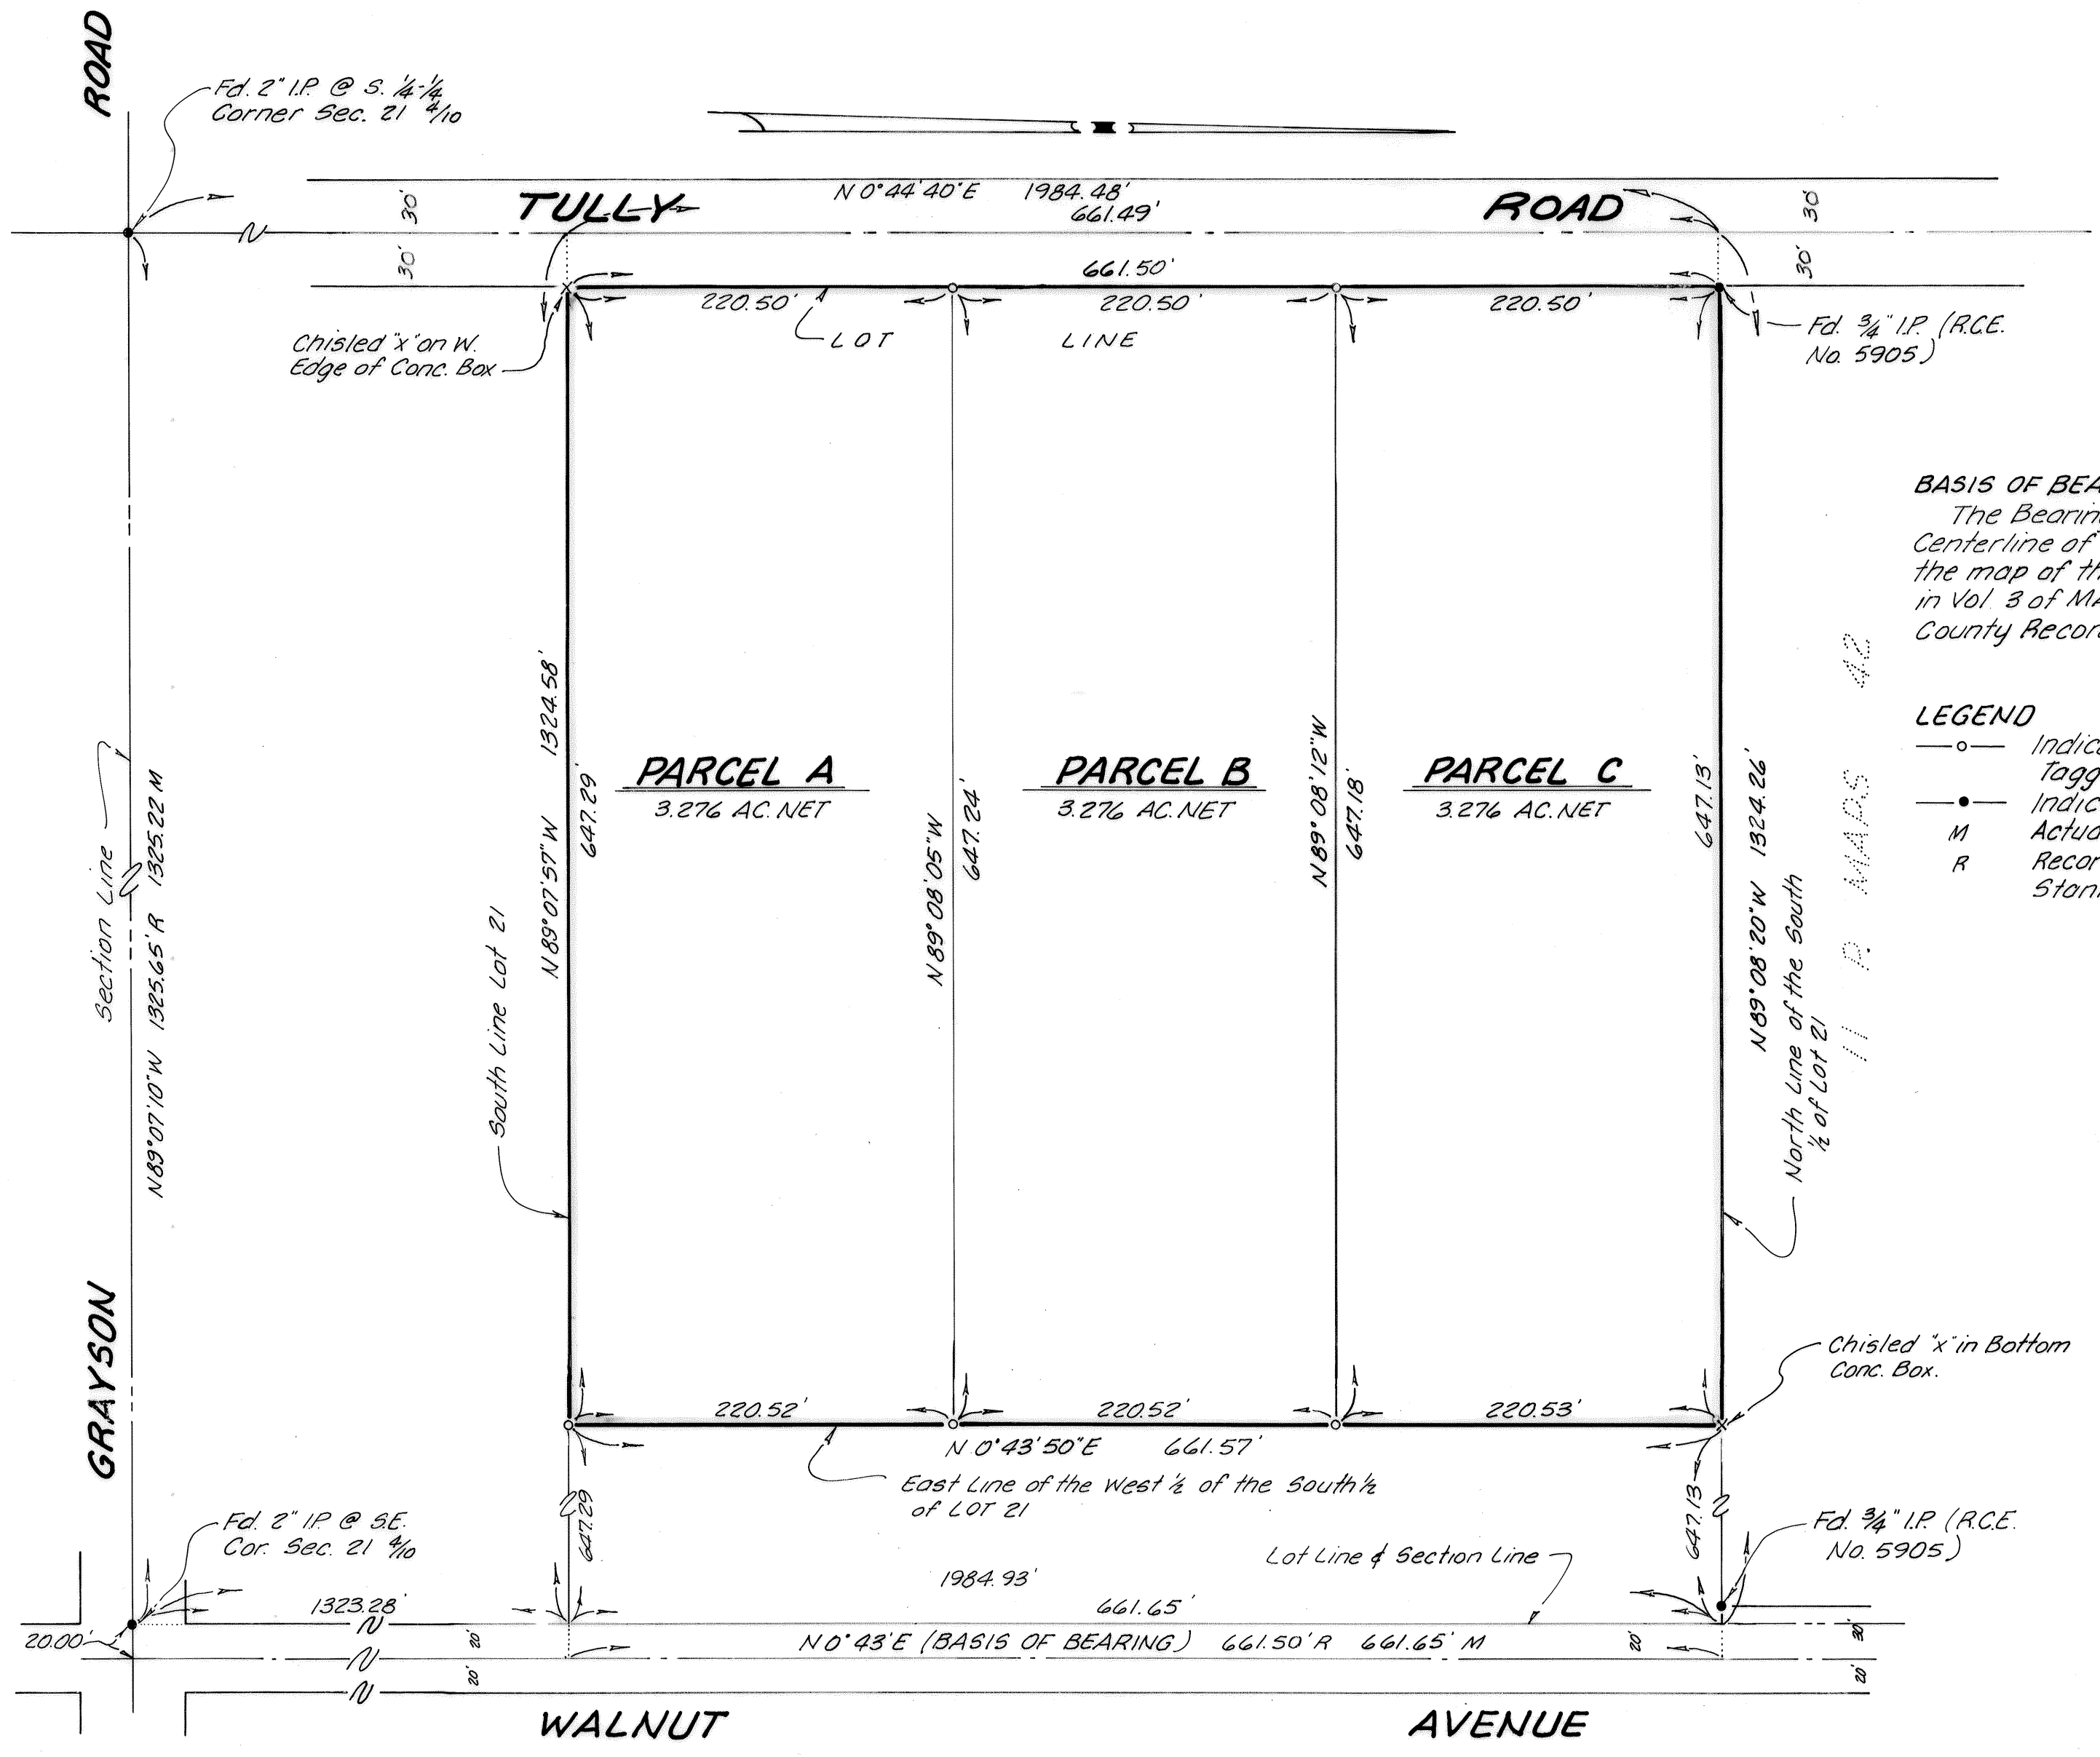 ROAD
Fd. 2" I.P. @ S. 1/4-1/4
Corner Sec. 21 4/10
30'
30'
TULLY
N 0°44'40"E 1984.48'
661.49'
ROAD
30'
30'
661.50'
220.50'
220.50'
220.50'
LOT LINE
Chisled "x" on W.
Edge of Conc. Box
Fd. 3/4" I.P. (R.C.E.
No. 5905)
BASIS OF BEA
The Bearin
Centerline of
the map of th
in Vol. 3 of MA
County Recor
LEGEND
Indica
Tagg
Indic
M Actua
R Recor
Stan
11 P. MAPS 42
Section Line
N89°07'10"W 1325.65' R 1325.22 M
South Line Lot 21
N89°07'57"W 1324.58'
647.29'
PARCEL A
3.276 AC. NET
N89°08'05"W
647.24'
PARCEL B
3.276 AC. NET
N89°08'12"W
647.18'
PARCEL C
3.276 AC. NET
647.13'
N89°08'20"W 1324.26'
North Line of the South
1/2 of Lot 21
GRAYSON
Chisled "x" in Bottom
Conc. Box.
220.52'
220.52'
220.53'
N 0°43'50"E 661.57'
East Line of the West 1/2 of the South 1/2
of LOT 21
647.29
647.13
Fd. 2" I.P. @ S.E.
Cor. Sec. 21 4/10
Fd. 3/4" I.P. (R.C.E.
No. 5905)
Lot Line & Section Line
1984.93'
1323.28'
661.65'
20.00'
20'
20'
N 0°43'E (BASIS OF BEARING) 661.50' R 661.65' M
20'
30'
20'
WALNUT AVENUE